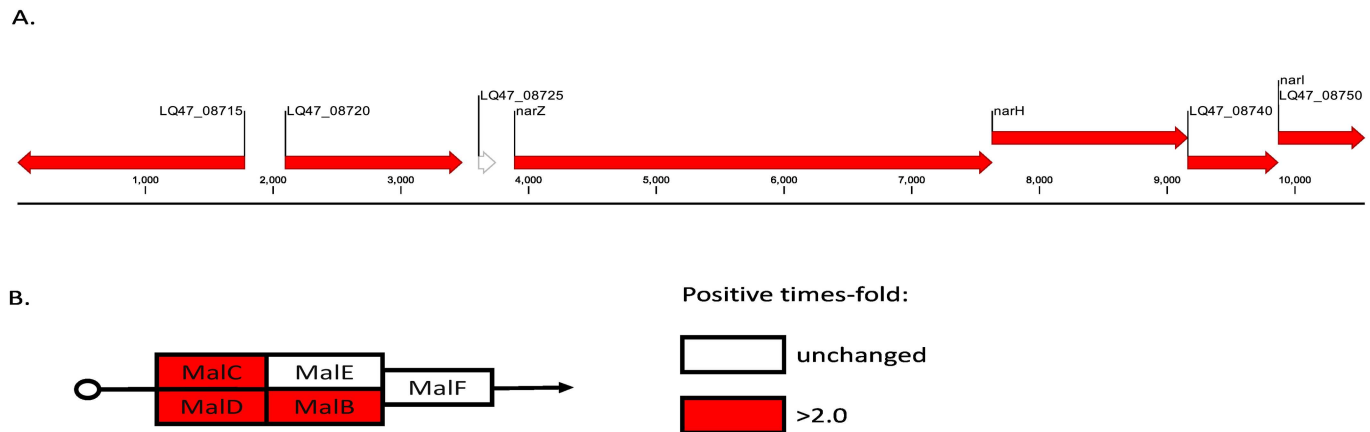 A.
narI
LQ47_08725
LQ47_08750
LQ47_08715
LQ47_08720
narZ
narH
LQ47_08740
1,000
2,000
3,000
4,000
5,000
6,000
7,000
8,000
9,000
10,000
B.
Positive times-fold:
MalC
MalE
MalF
MalD
MalB
unchanged
>2.0